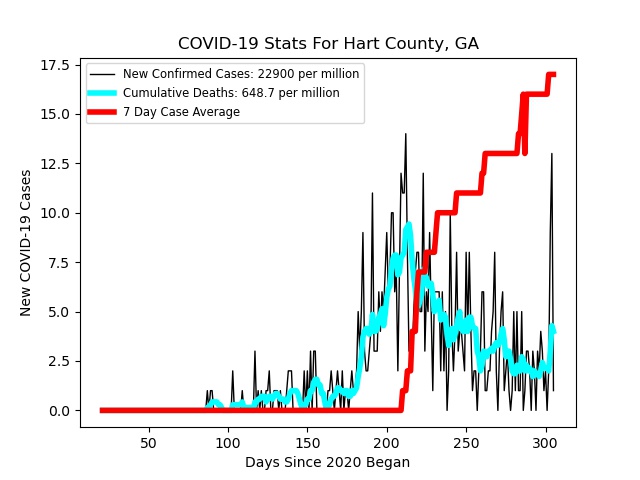 COVID-19 Stats For Hart County, GA
New Confirmed Cases: 22900 per million
Cumulative Deaths: 648.7 per million
7 Day Case Average
New COVID-19 Cases
17.5
15.0
12.5
10.0
7.5
5.0
2.5
0.0
50 100 150 200 250 300
Days Since 2020 Began